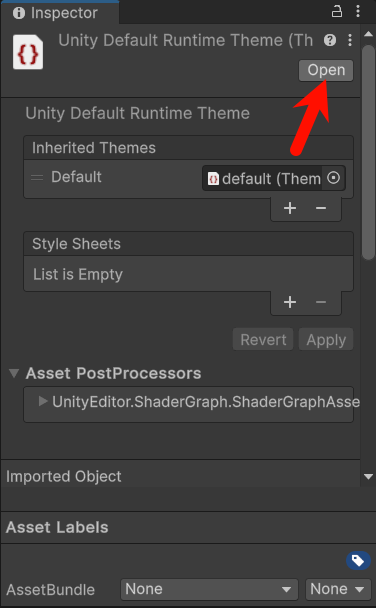 Inspector
Unity Default Runtime Theme (Th
Open
Unity Default Runtime Theme
Inherited Themes
Default default (Them
Style Sheets
List is Empty
Revert Apply
Asset PostProcessors
UnityEditor.ShaderGraph.ShaderGraphAsse
Imported Object
Asset Labels
AssetBundle None None